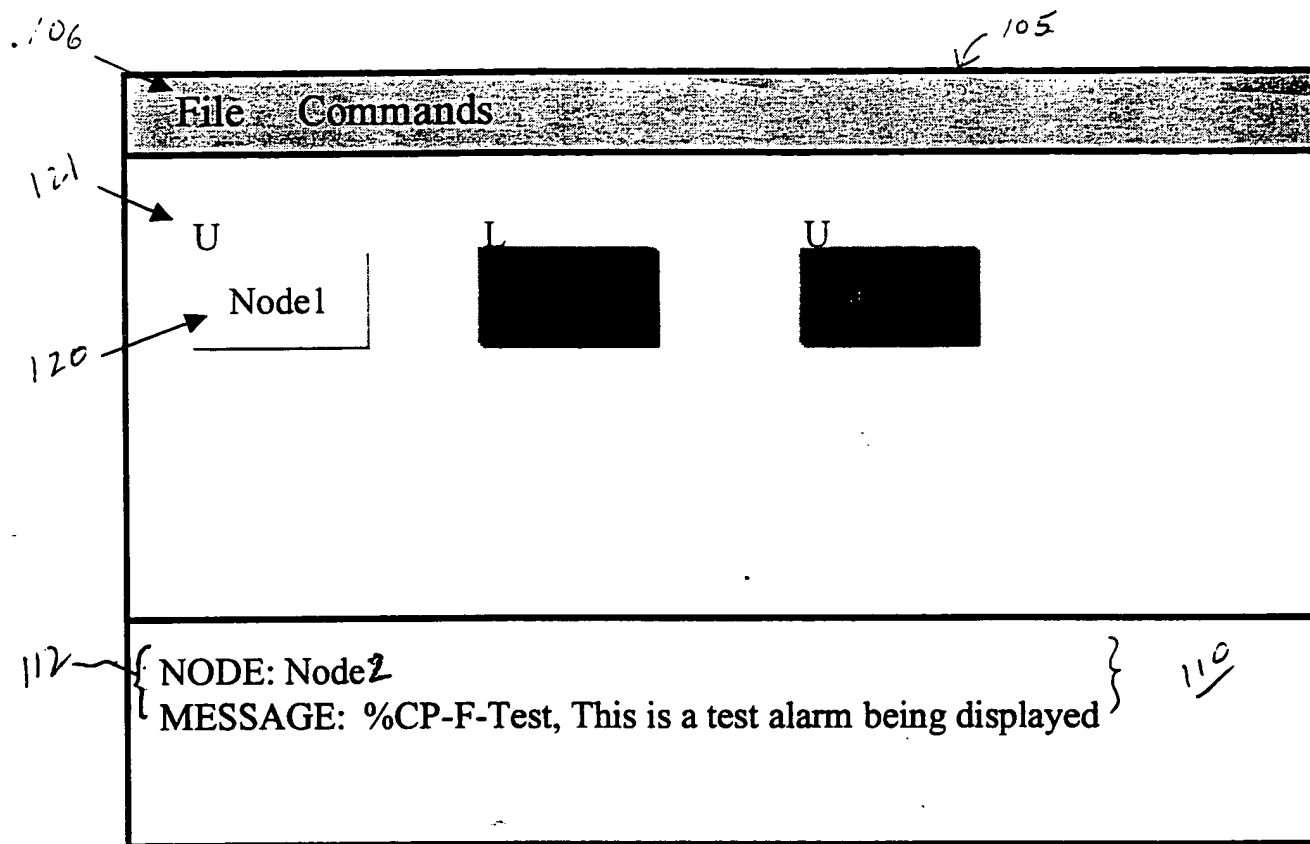 106
105
File Commands
121
U L U
Node1
120
112
NODE: Node2
110
MESSAGE: %CP-F-Test, This is a test alarm being displayed